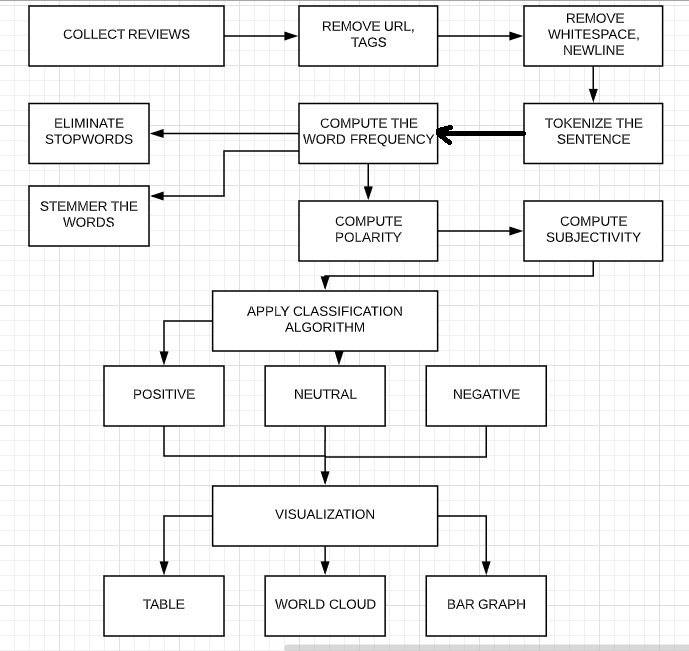 COLLECT REVIEWS
REMOVE URL,
TAGS
REMOVE
WHITESPACE,
NEWLINE
ELIMINATE
STOPWORDS
COMPUTE THE
WORD FREQUENCY
TOKENIZE THE
SENTENCE
STEMMER THE
WORDS
COMPUTE
POLARITY
COMPUTE
SUBJECTIVITY
APPLY CLASSIFICATION
ALGORITHM
POSITIVE
NEUTRAL
NEGATIVE
VISUALIZATION
TABLE
WORLD CLOUD
BAR GRAPH